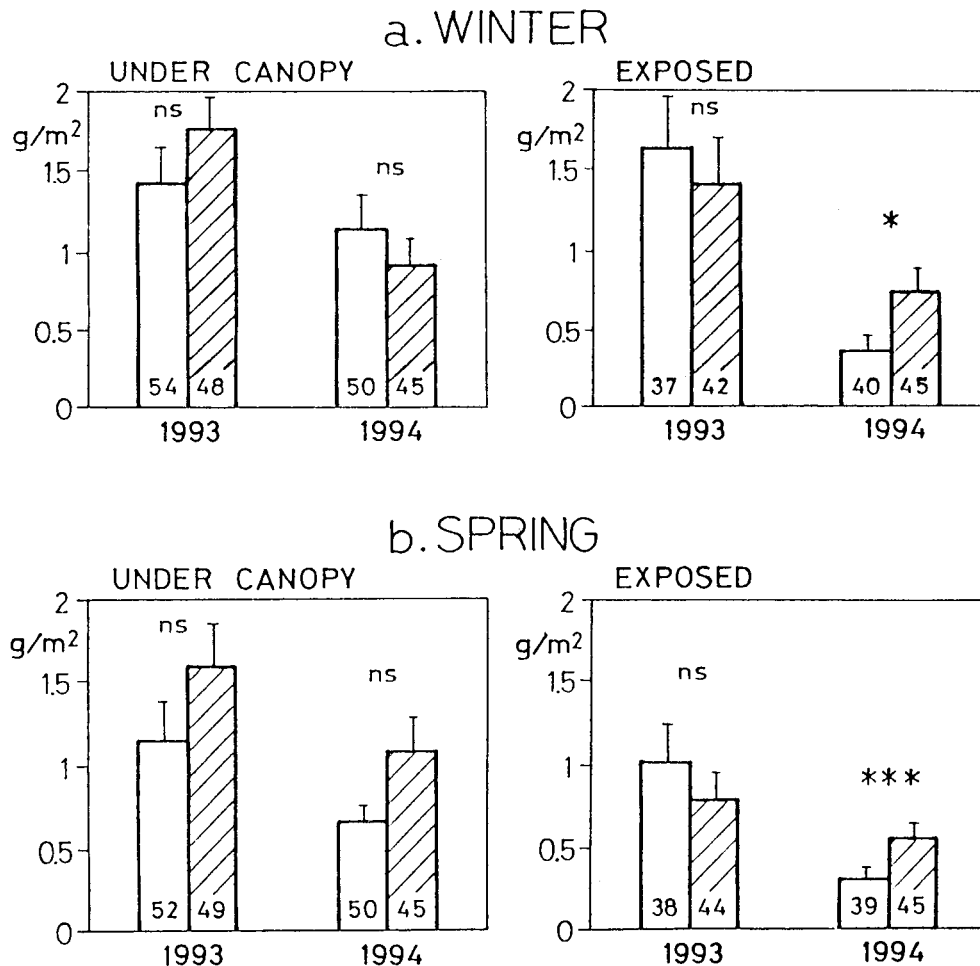 a. WINTER
UNDER CANOPY
2
g/m²
1.5
1
0.5
0
ns
ns
54 48 50 45
1993 1994
EXPOSED
2
g/m²
1.5
1
0.5
0
ns
*
37 42 40 45
1993 1994
b. SPRING
UNDER CANOPY
2
g/m²
1.5
1
0.5
0
ns
ns
52 49 50 45
1993 1994
EXPOSED
2
g/m²
1.5
1
0.5
0
ns
***
38 44 39 45
1993 1994